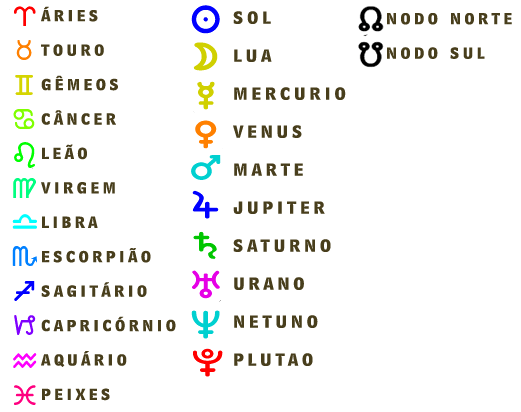 ÁRIES
TOURO
GÊMEOS
CÂNCER
LEÃO
VIRGEM
LIBRA
ESCORPIÃO
SAGITÁRIO
CAPRICÓRNIO
AQUÁRIO
PEIXES
SOL
LUA
MERCURIO
VENUS
MARTE
JUPITER
SATURNO
URANO
NETUNO
PLUTAO
NODO NORTE
NODO SUL